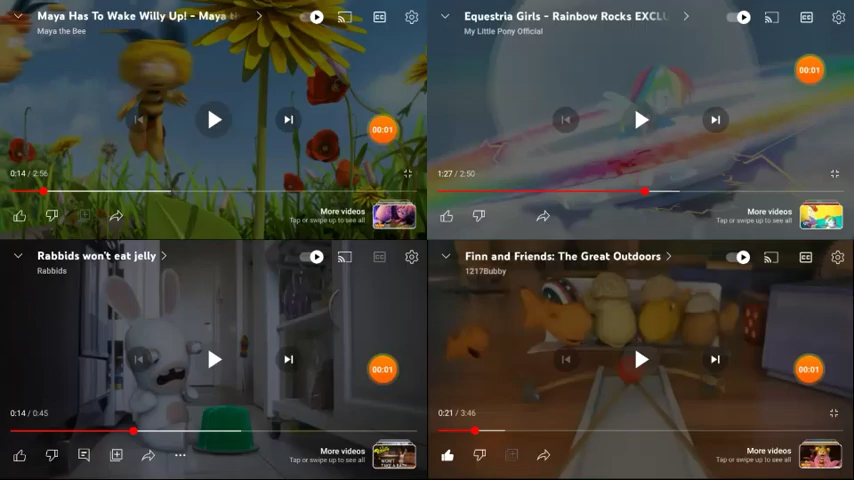 Maya Has To Wake Willy Up! - Maya t
Maya the Bee
CC
00:01
0:14 / 2:56
More videos
Tap or swipe up to see all
Equestria Girls - Rainbow Rocks EXCLU
My Little Pony Official
CC
00:01
1:27 / 2:50
More videos
Tap or swipe up to see all
Rabbids won't eat jelly
Rabbids
CC
00:01
0:14 / 0:45
More videos
Tap or swipe up to see all
Finn and Friends: The Great Outdoors
1217Bubby
CC
00:01
0:21 / 3:46
More videos
Tap or swipe up to see all